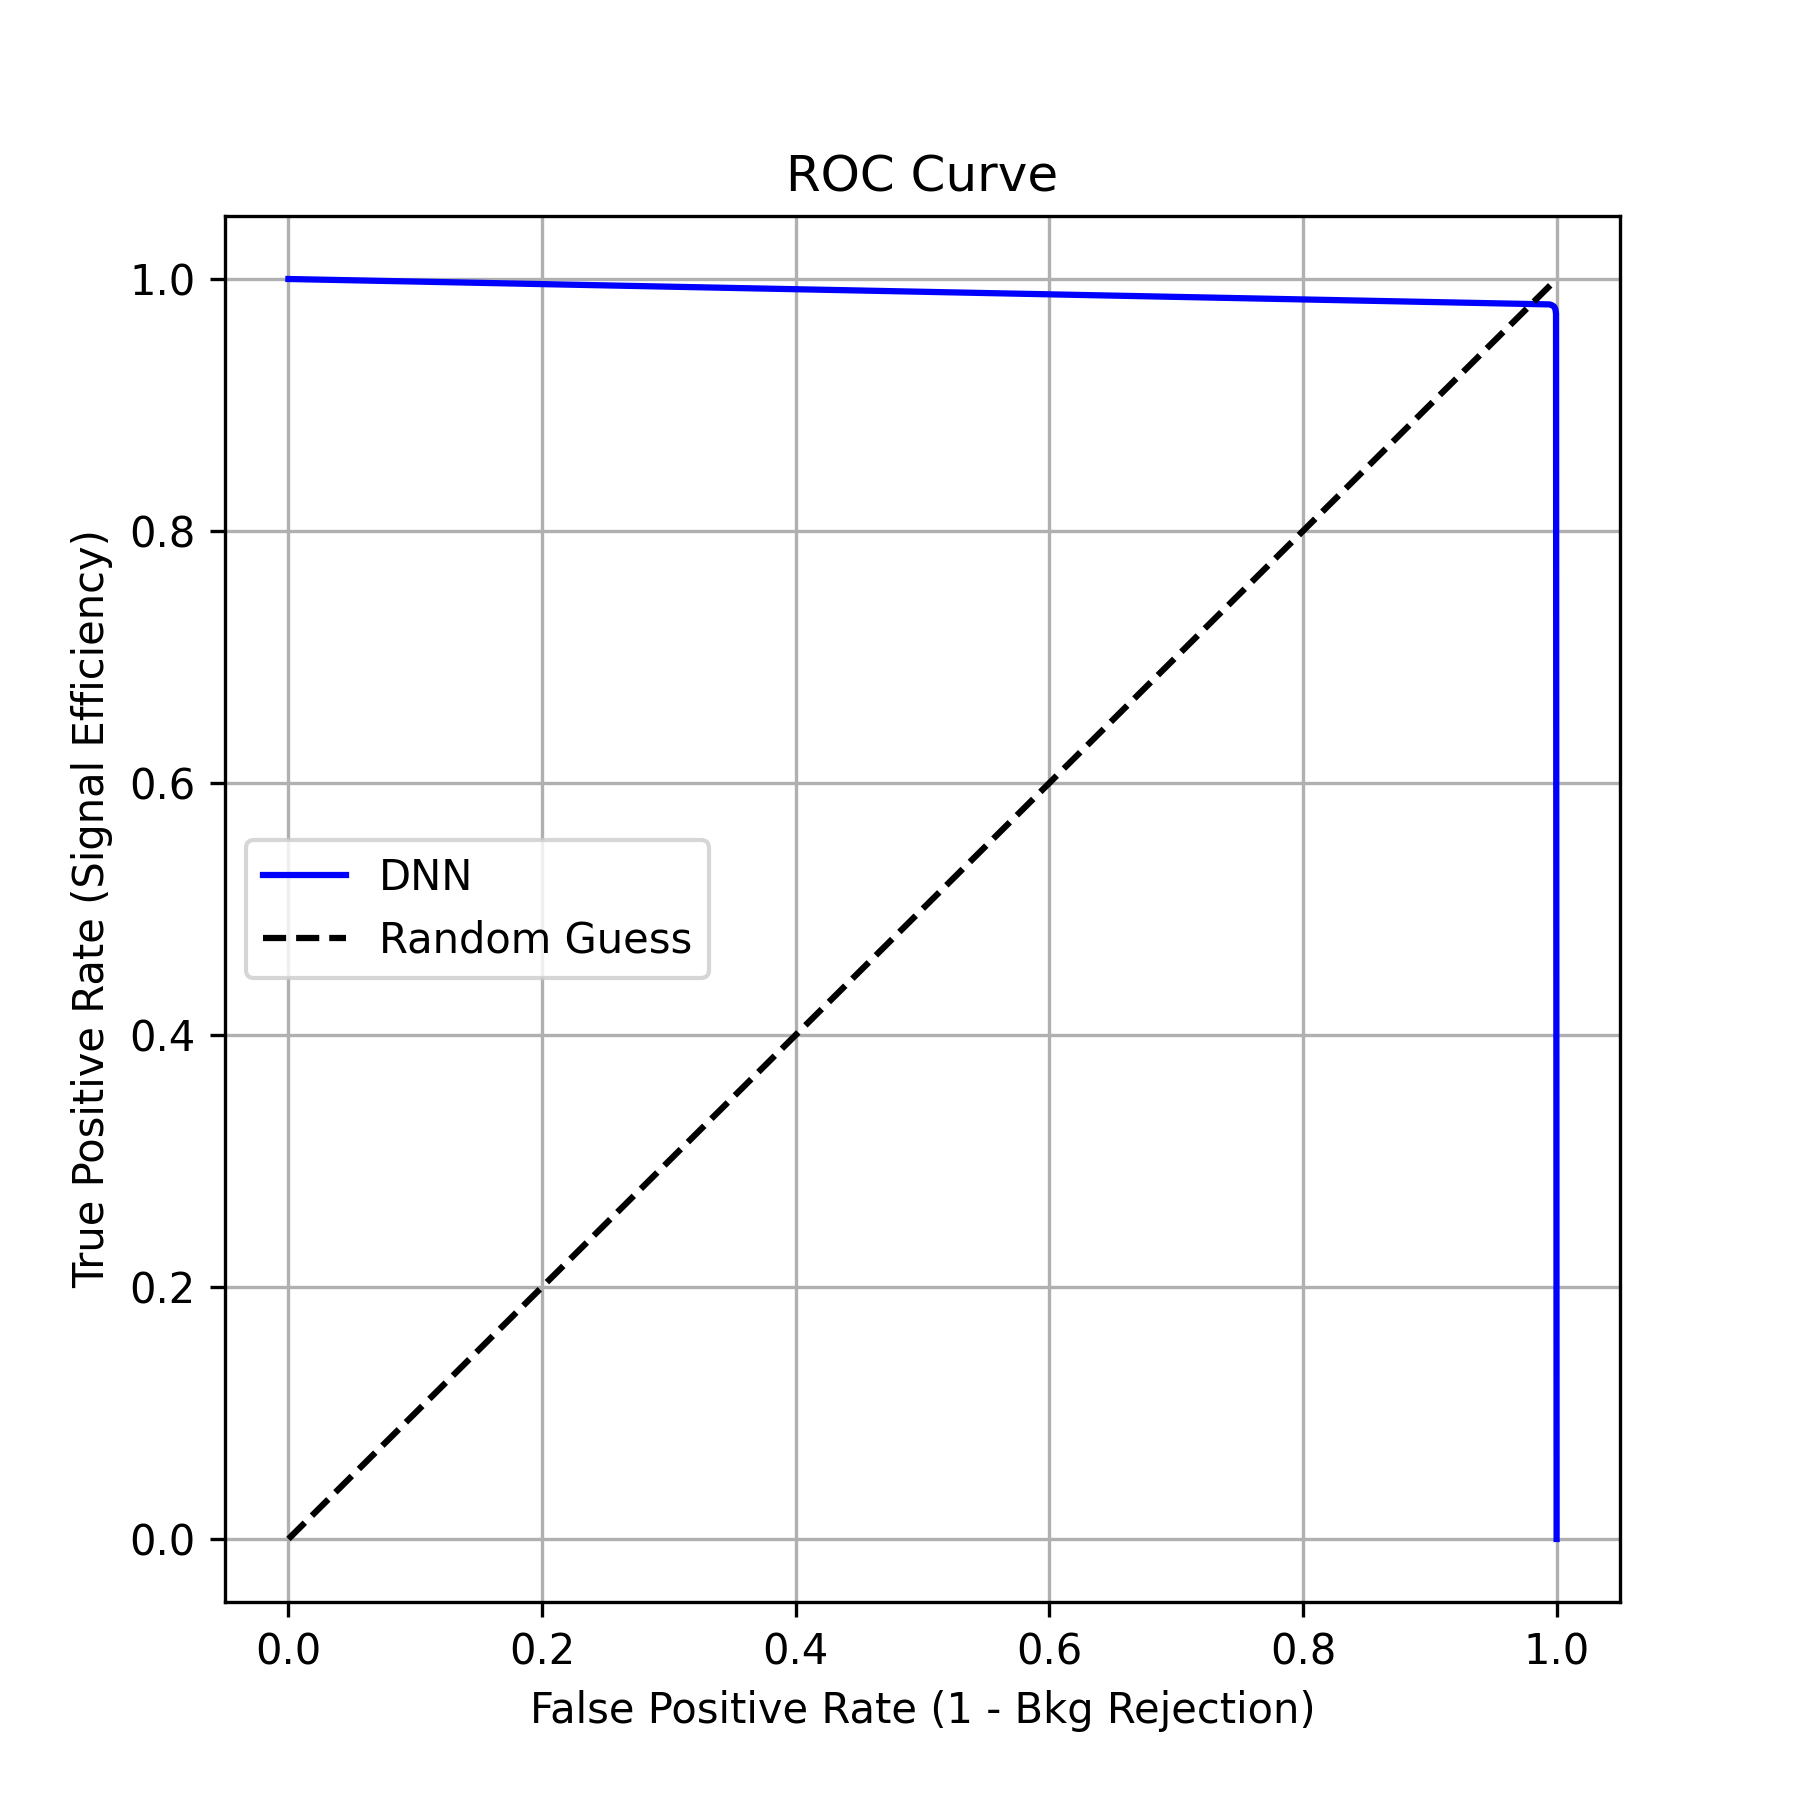 ROC Curve
True Positive Rate (Signal Efficiency)
1.0
0.8
0.6
0.4
0.2
0.0
DNN
Random Guess
0.0 0.2 0.4 0.6 0.8 1.0
False Positive Rate (1 - Bkg Rejection)